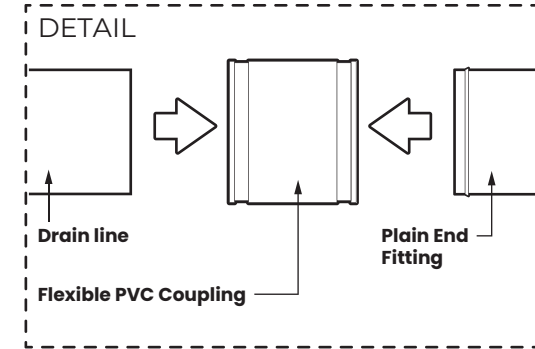 DETAIL
Drain line
Plain End
Fitting
Flexible PVC Coupling